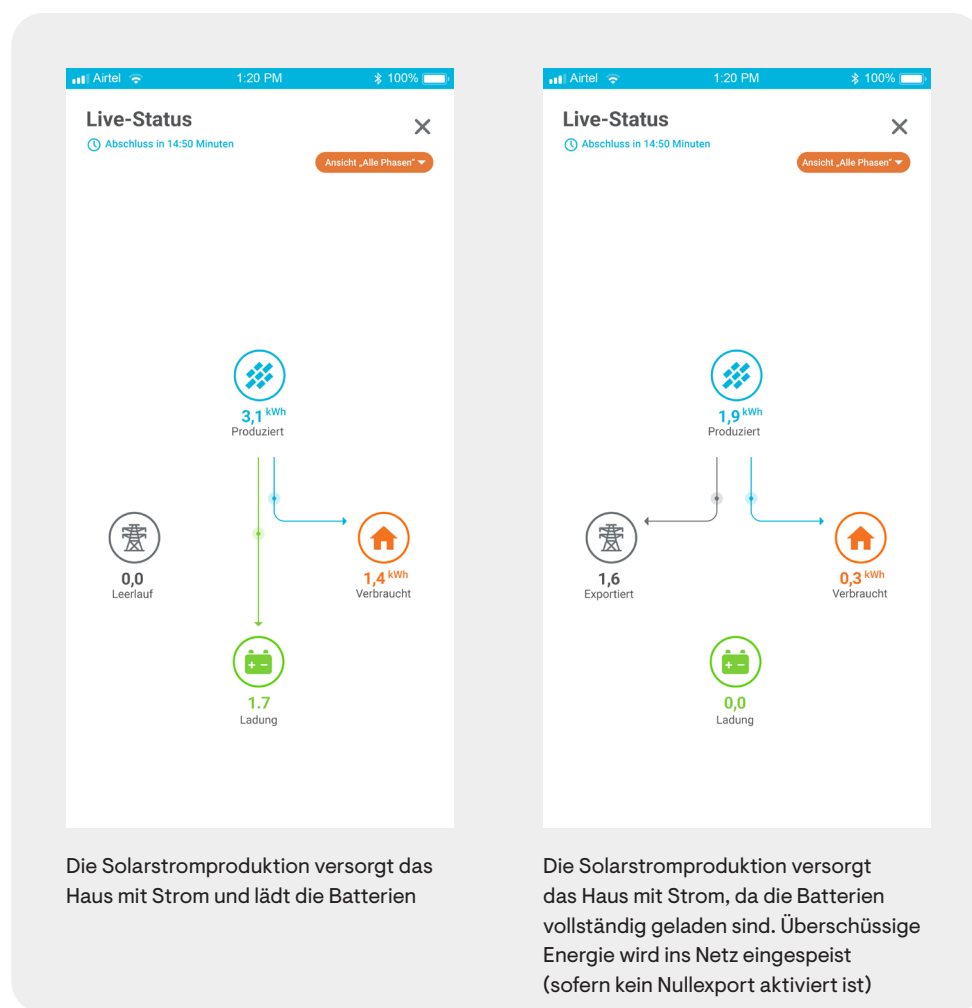 Airtel 1:20 PM 100%
Live-Status
Abschluss in 14:50 Minuten
Ansicht „Alle Phasen"
3,1 kWh
Produziert
0,0
Leerlauf
1,4 kWh
Verbraucht
1.7
Ladung
Die Solarstromproduktion versorgt das
Haus mit Strom und lädt die Batterien
Airtel 1:20 PM 100%
Live-Status
Abschluss in 14:50 Minuten
Ansicht „Alle Phasen"
1,9 kWh
Produziert
1,6
Exportiert
0,3 kWh
Verbraucht
0,0
Ladung
Die Solarstromproduktion versorgt
das Haus mit Strom, da die Batterien
vollständig geladen sind. Überschüssige
Energie wird ins Netz eingespeist
(sofern kein Nullexport aktiviert ist)